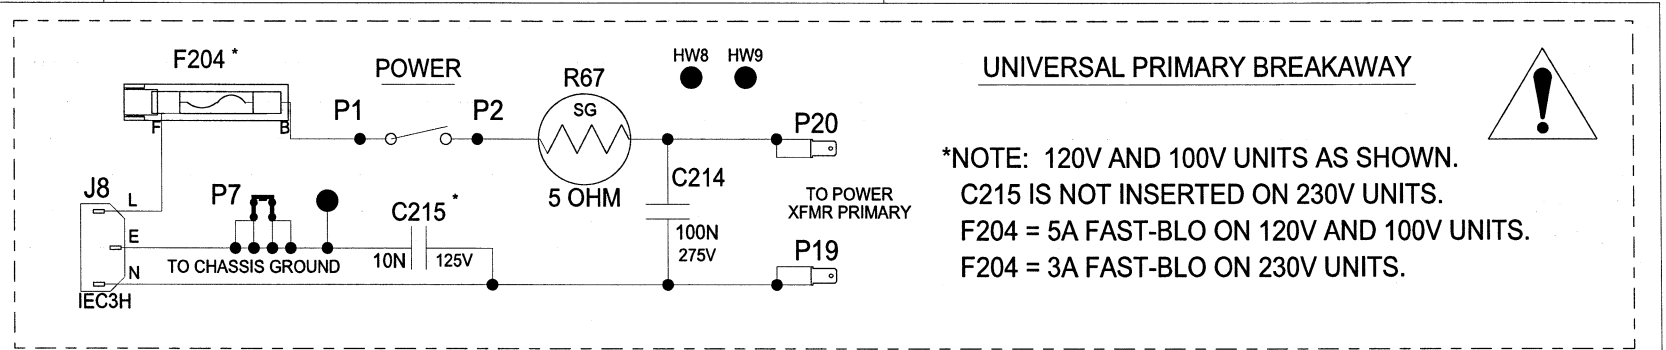 F204 *
F
B
POWER
P1
P2
R67
SG
5 OHM
HW8
HW9
P20
C214
100N
275V
TO POWER
XFMR PRIMARY
P19
J8
L
E
N
IEC3H
P7
TO CHASSIS GROUND
C215 *
10N
125V
UNIVERSAL PRIMARY BREAKAWAY
!
*NOTE: 120V AND 100V UNITS AS SHOWN.
C215 IS NOT INSERTED ON 230V UNITS.
F204 = 5A FAST-BLO ON 120V AND 100V UNITS.
F204 = 3A FAST-BLO ON 230V UNITS.